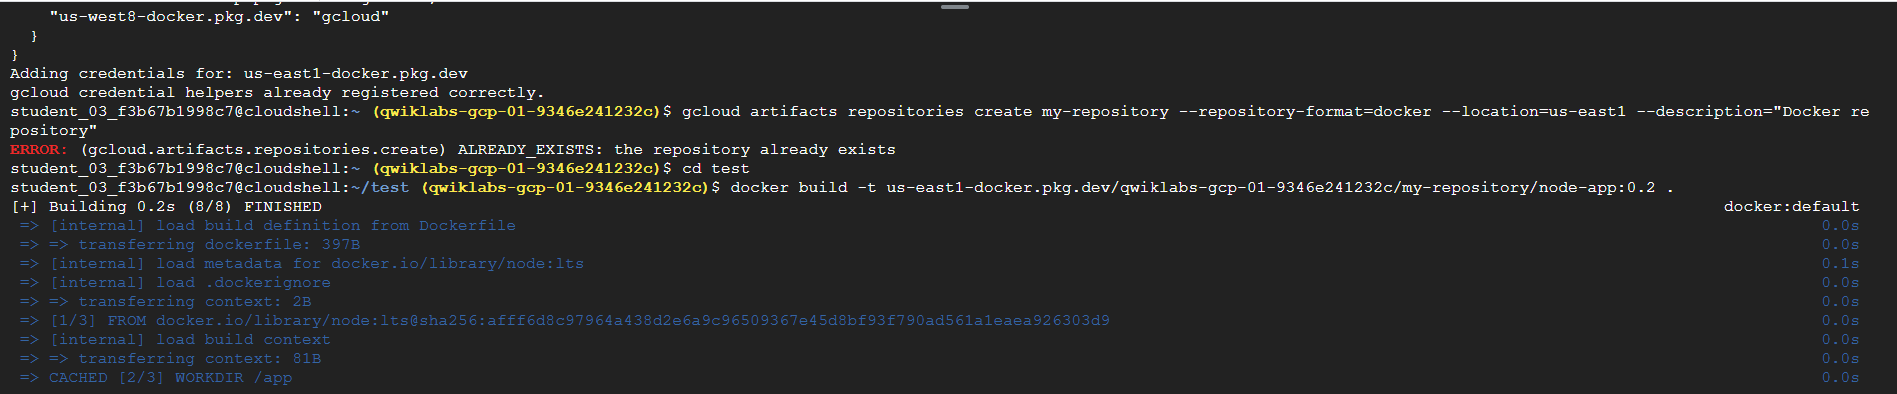 "us-west8-docker.pkg.dev": "gcloud"
}
}
Adding credentials for: us-east1-docker.pkg.dev
gcloud credential helpers already registered correctly.
student_03_f3b67b1998c7@cloudshell:~ (qwiklabs-gcp-01-9346e241232c)$ gcloud artifacts repositories create my-repository --repository-format=docker --location=us-east1 --description="Docker re
pository"
ERROR: (gcloud.artifacts.repositories.create) ALREADY_EXISTS: the repository already exists
student_03_f3b67b1998c7@cloudshell:~ (qwiklabs-gcp-01-9346e241232c)$ cd test
student_03_f3b67b1998c7@cloudshell:~/test (qwiklabs-gcp-01-9346e241232c)$ docker build -t us-east1-docker.pkg.dev/qwiklabs-gcp-01-9346e241232c/my-repository/node-app:0.2 .
[+] Building 0.2s (8/8) FINISHED docker:default
=> [internal] load build definition from Dockerfile 0.0s
=> => transferring dockerfile: 397B 0.0s
=> [internal] load metadata for docker.io/library/node:lts 0.1s
=> [internal] load .dockerignore 0.0s
=> => transferring context: 2B 0.0s
=> [1/3] FROM docker.io/library/node:lts@sha256:afff6d8c97964a438d2e6a9c96509367e45d8bf93f790ad561a1eaea926303d9 0.0s
=> [internal] load build context 0.0s
=> => transferring context: 81B 0.0s
=> CACHED [2/3] WORKDIR /app 0.0s